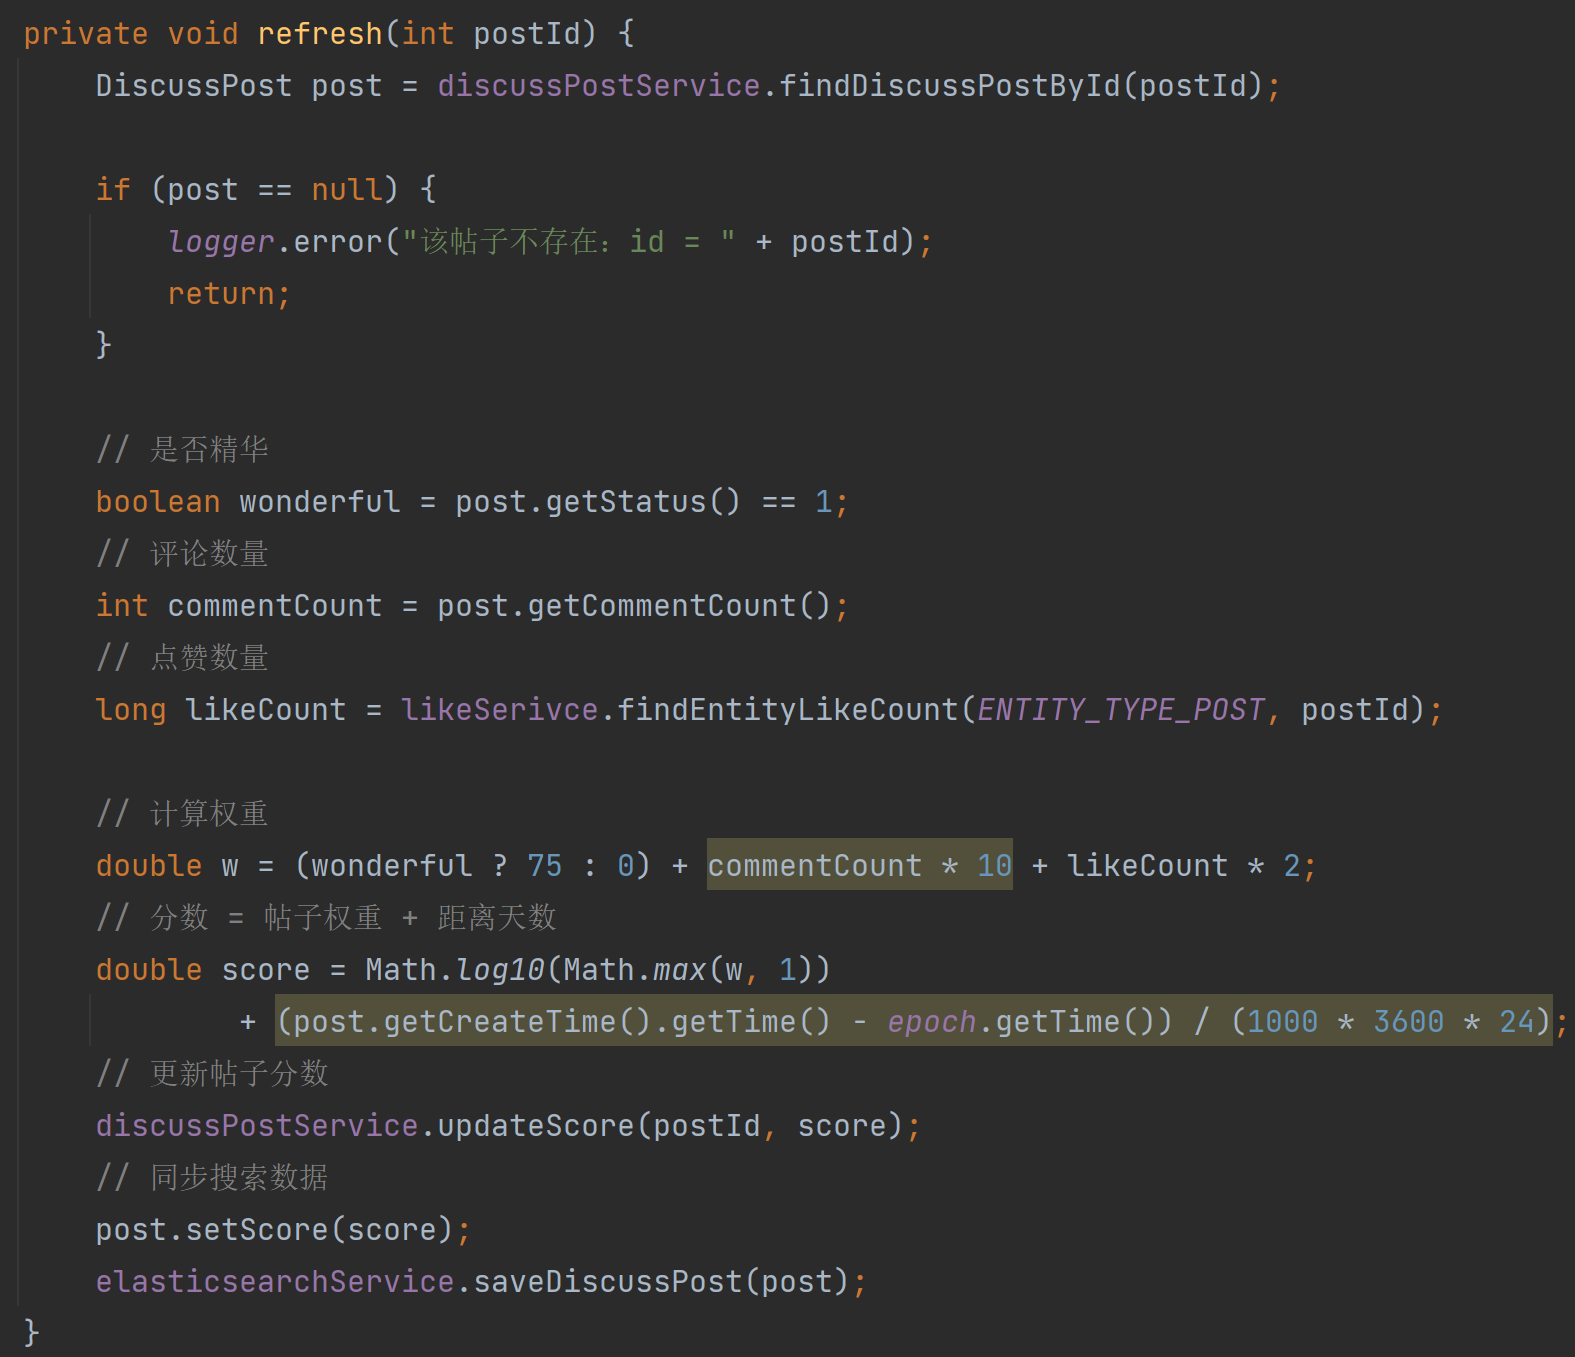 private void refresh(int postId) {
DiscussPost post = discussPostService.findDiscussPostById(postId);
if (post == null) {
logger.error("该帖子不存在：id = " + postId);
return;
}
// 是否精华
boolean wonderful = post.getStatus() == 1;
// 评论数量
int commentCount = post.getCommentCount();
// 点赞数量
long likeCount = likeSerivce.findEntityLikeCount(ENTITY_TYPE_POST, postId);
// 计算权重
double w = (wonderful ? 75 : 0) + commentCount * 10 + likeCount * 2;
// 分数 = 帖子权重 + 距离天数
double score = Math.log10(Math.max(w, 1))
+ (post.getCreateTime().getTime() - epoch.getTime()) / (1000 * 3600 * 24);
// 更新帖子分数
discussPostService.updateScore(postId, score);
// 同步搜索数据
post.setScore(score);
elasticsearchService.saveDiscussPost(post);
}